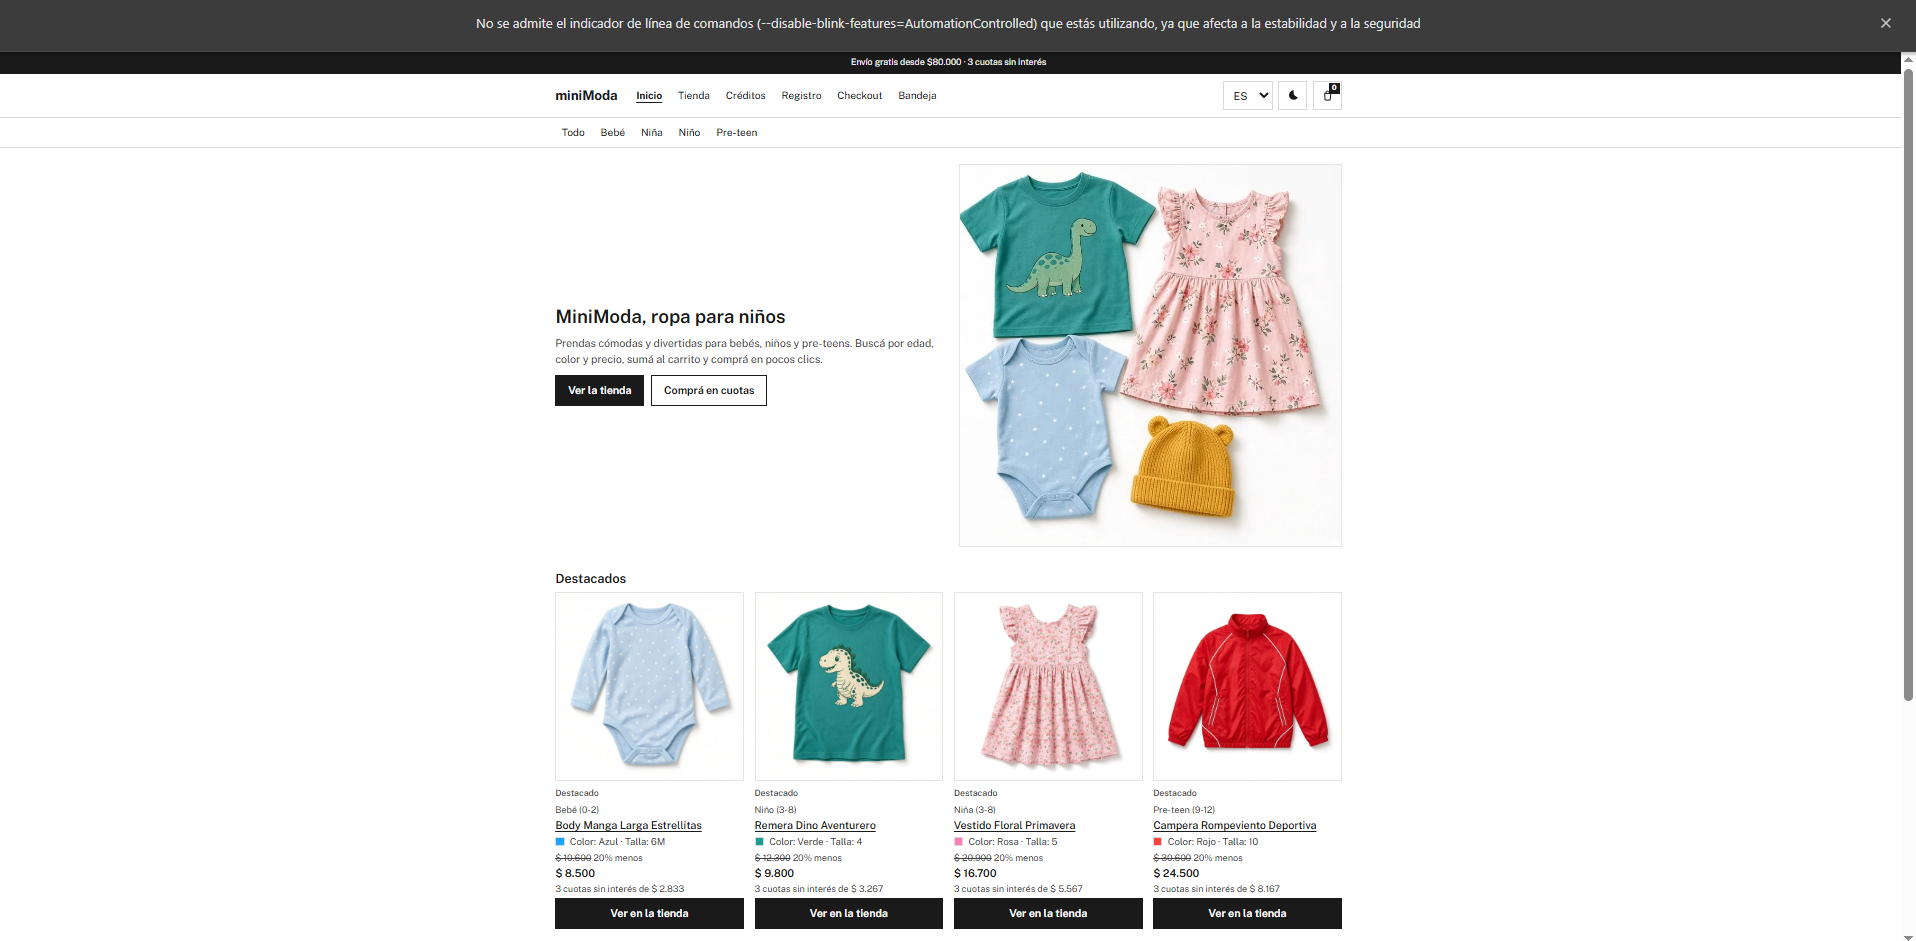 No se admite el indicador de línea de comandos (--disable-blink-features=AutomationControlled) que estás utilizando, ya que afecta a la estabilidad y a la seguridad
Envío gratis desde $80.000 · 3 cuotas sin interés
miniModa Inicio Tienda Créditos Registro Checkout Bandeja ES 0
Todo Bebé Niña Niño Pre-teen
MiniModa, ropa para niños
Prendas cómodas y divertidas para bebés, niños y pre-teens. Buscá por edad,
color y precio, sumá al carrito y comprá en pocos clics.
Ver la tienda Comprá en cuotas
Destacados
Destacado Destacado Destacado Destacado
Bebé (0-2) Niño (3-8) Niña (3-8) Pre-teen (9-12)
Body Manga Larga Estrellitas Remera Dino Aventurero Vestido Floral Primavera Campera Rompeviento Deportiva
Color: Azul · Talla: 6M Color: Verde · Talla: 4 Color: Rosa · Talla: 5 Color: Rojo · Talla: 10
$ 10.600 20% menos $ 12.300 20% menos $ 20.900 20% menos $ 30.600 20% menos
$ 8.500 $ 9.800 $ 16.700 $ 24.500
3 cuotas sin interés de $ 2.833 3 cuotas sin interés de $ 3.267 3 cuotas sin interés de $ 5.567 3 cuotas sin interés de $ 8.167
Ver en la tienda Ver en la tienda Ver en la tienda Ver en la tienda